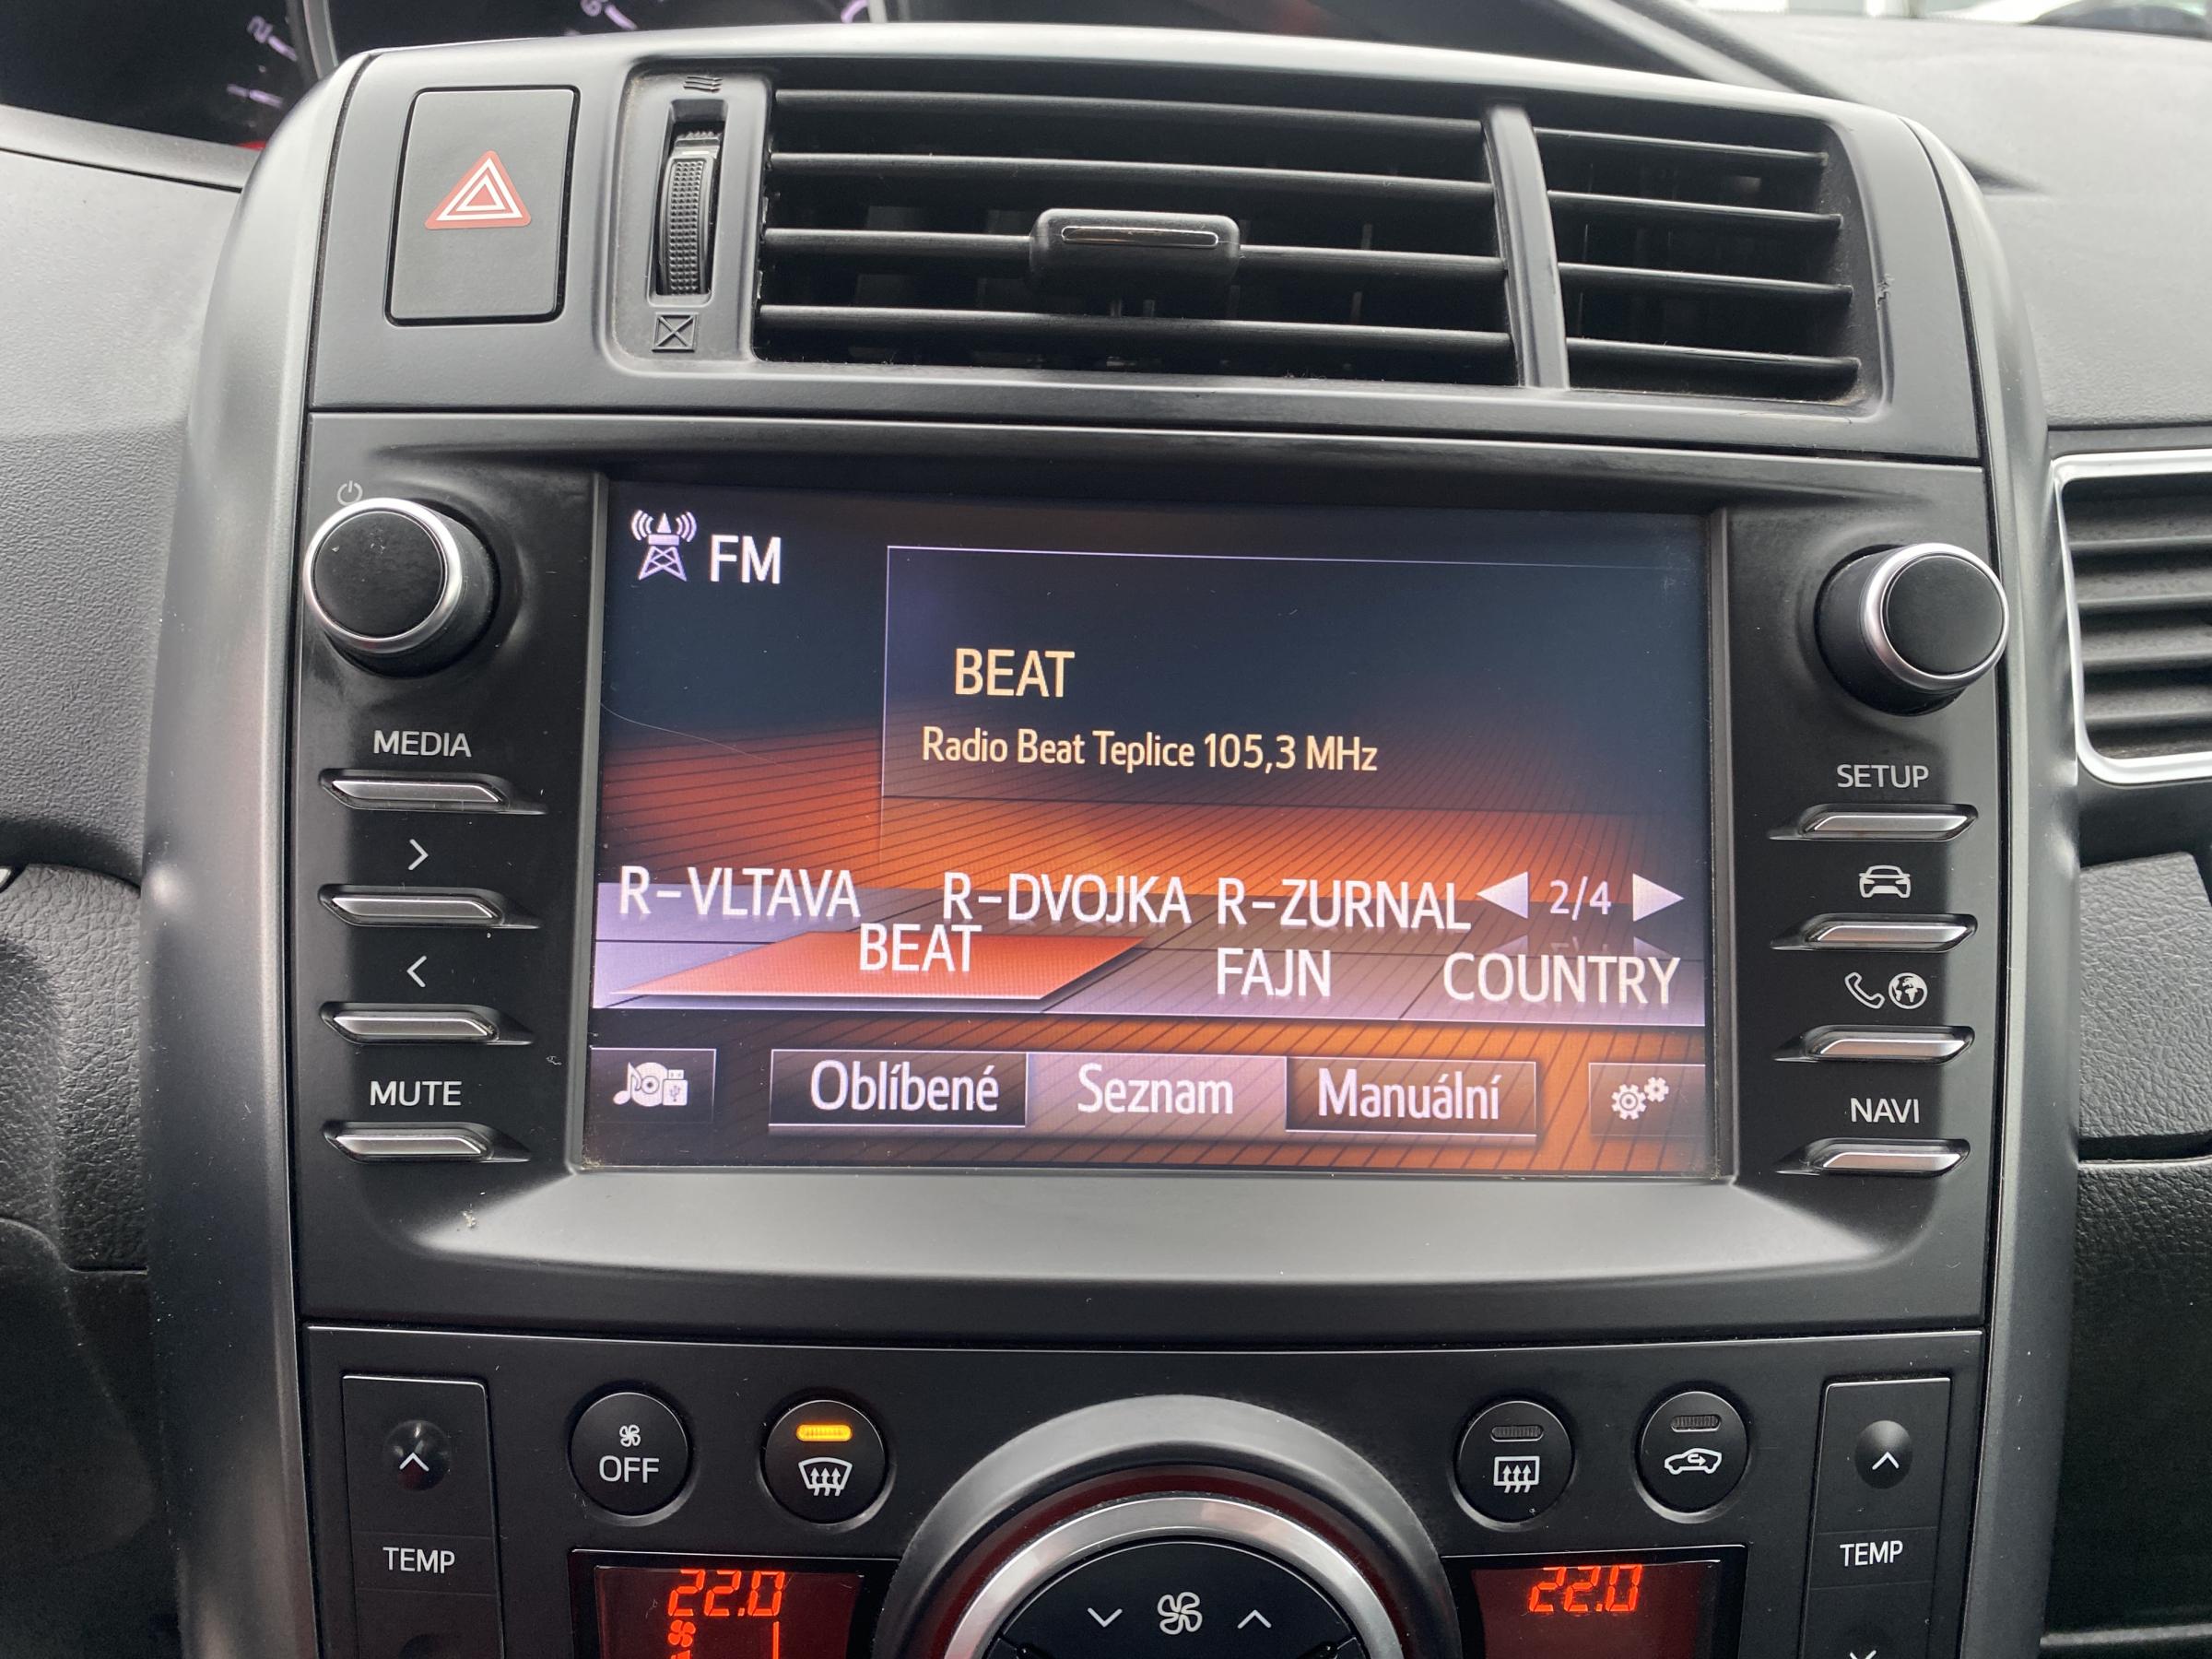 FM
BEAT
Radio Beat Teplice 105,3 MHz
R-VLTAVA R-DVOJKA R-ZURNAL 2/4
BEAT FAJN COUNTRY
Oblíbené Seznam Manuální
MEDIA
MUTE
SETUP
NAVI
OFF
TEMP
TEMP
22.0
22.0